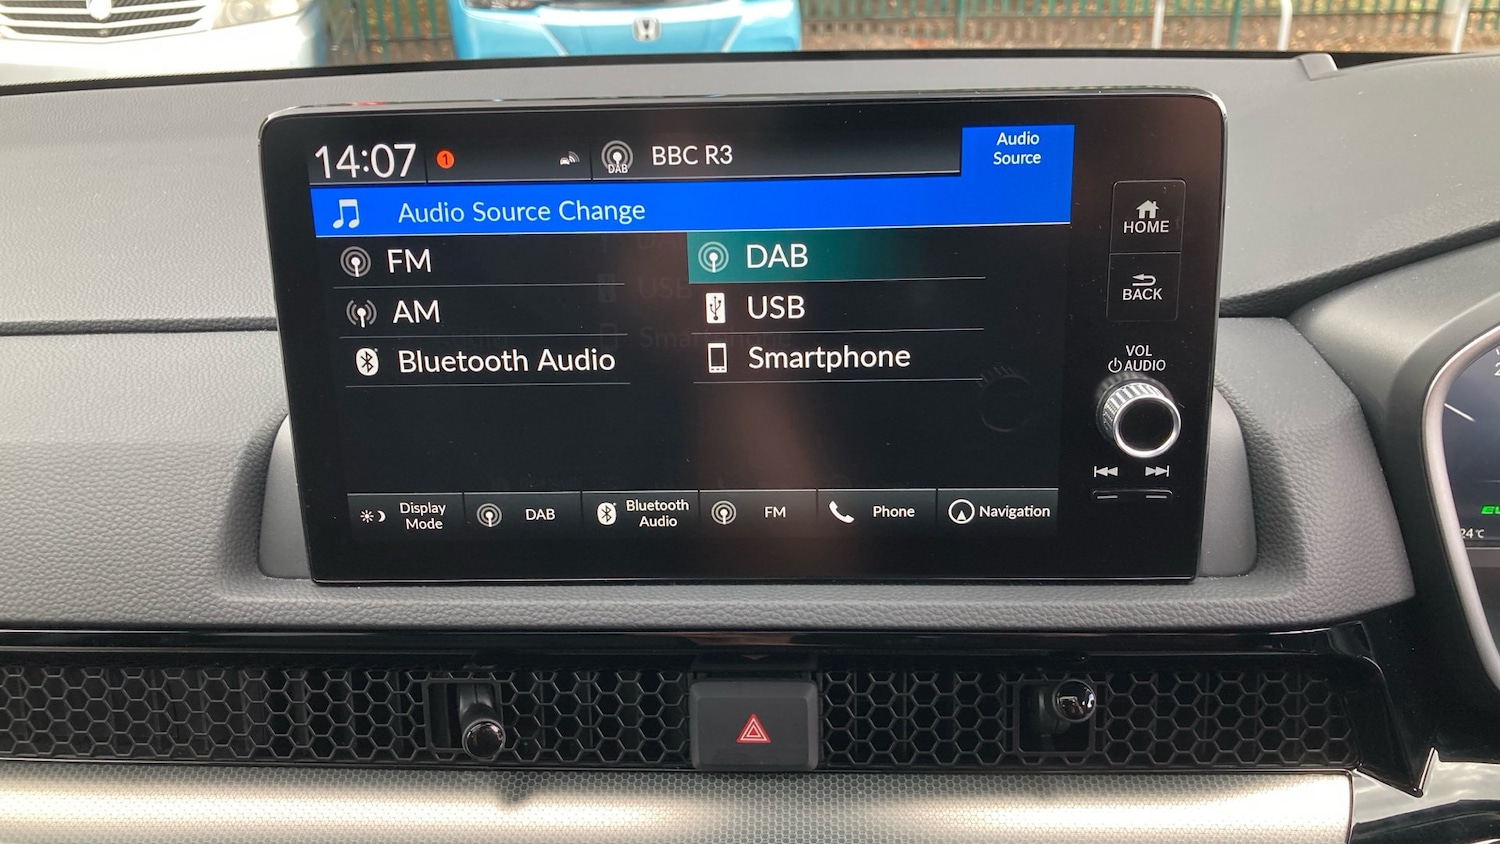 14:07
1
DAB
BBC R3
Audio
Source
Audio Source Change
FM
DAB
AM
USB
Bluetooth Audio
Smartphone
Display
Mode
DAB
Bluetooth
Audio
FM
Phone
Navigation
HOME
BACK
VOL
AUDIO
24°C